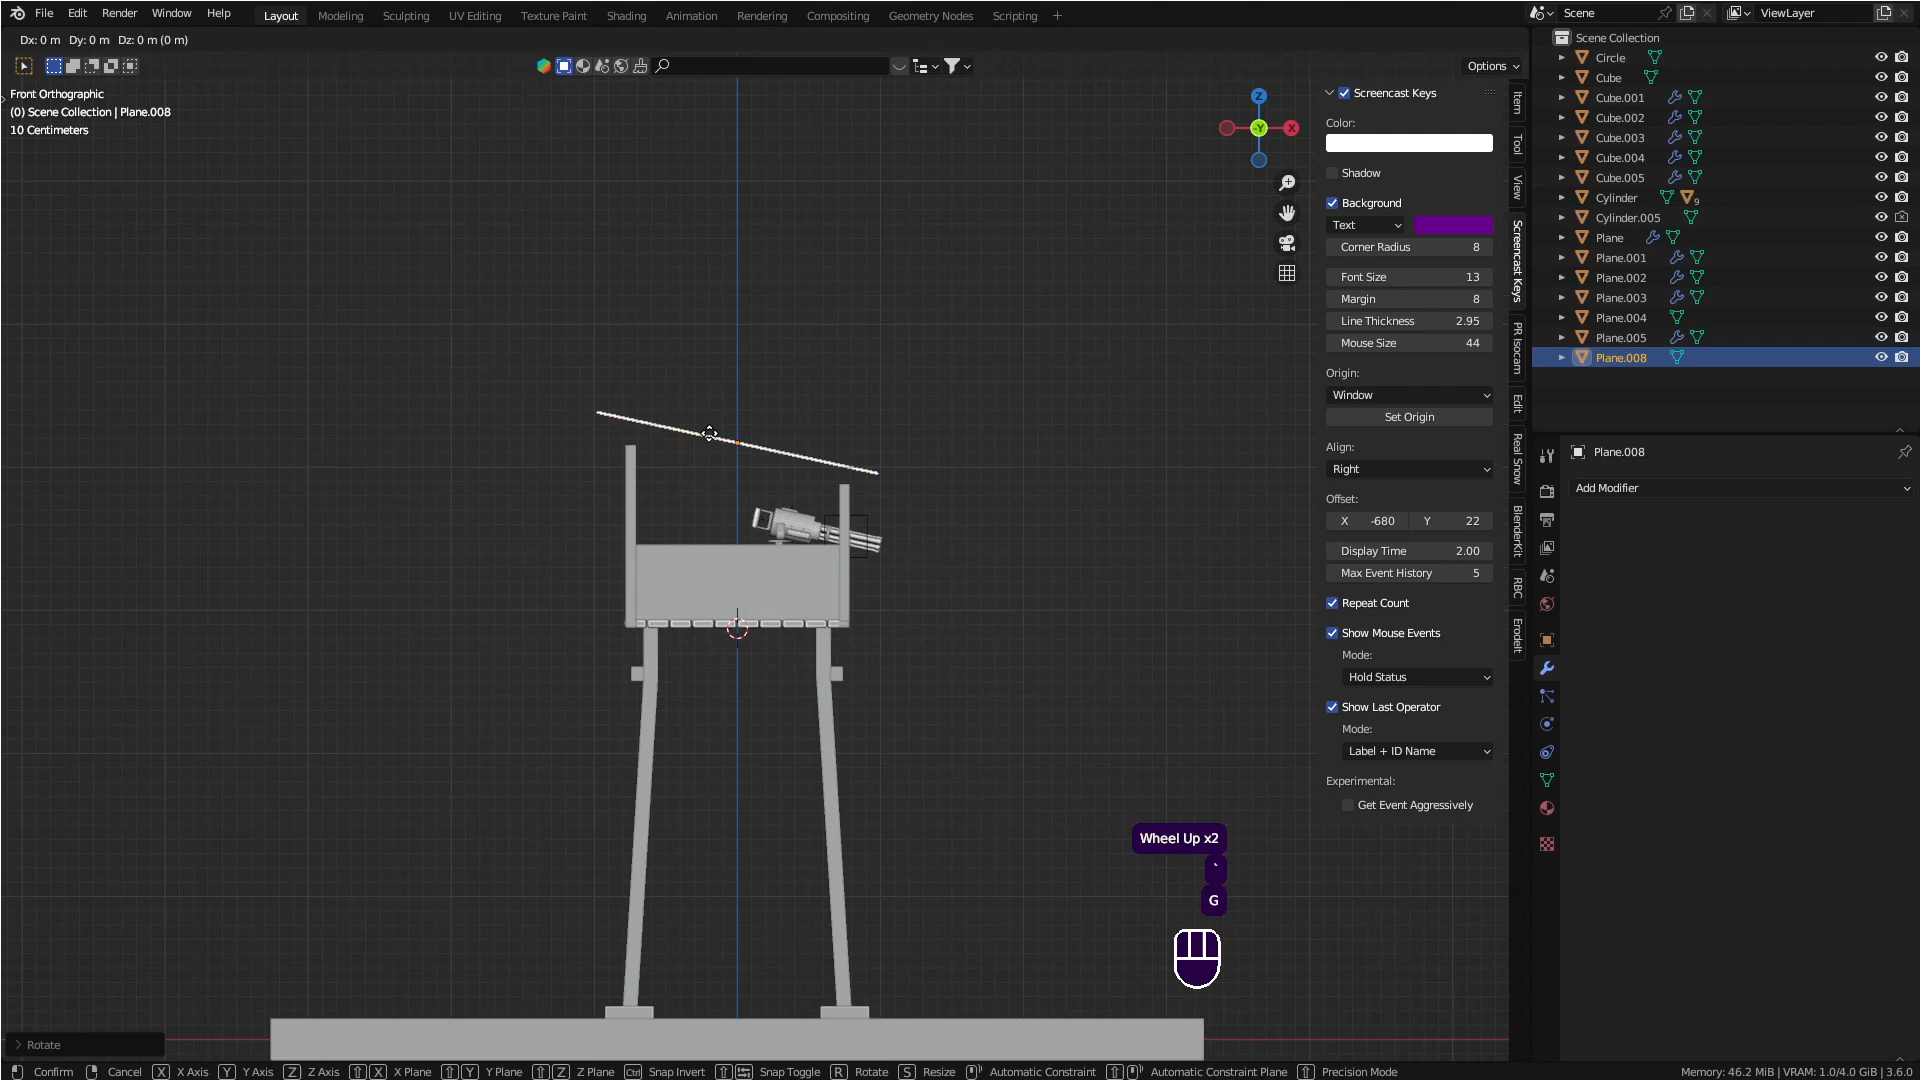 File Edit Render Window Help Layout Modeling Sculpting UV Editing Texture Paint Shading Animation Rendering Compositing Geometry Nodes Scripting + Scene ViewLayer
Dx: 0 m Dy: 0 m Dz: 0 m (0 m)
Options
Front Orthographic
(0) Scene Collection | Plane.008
10 Centimeters
Z
-Y
X
Screencast Keys
Color:
Shadow
Background
Text
Corner Radius 8
Font Size 13
Margin 8
Line Thickness 2.95
Mouse Size 44
Origin:
Window
Set Origin
Align:
Right
Offset:
X -680 Y 22
Display Time 2.00
Max Event History 5
Repeat Count
Show Mouse Events
Mode:
Hold Status
Show Last Operator
Mode:
Label + ID Name
Experimental:
Get Event Aggressively
Item
Tool
View
Screencast Keys
PR Isocam
Edit
Real Snow
BlenderKit
RBC
Erodelt
Scene Collection
Circle
Cube
Cube.001
Cube.002
Cube.003
Cube.004
Cube.005
Cylinder 9
Cylinder.005
Plane
Plane.001
Plane.002
Plane.003
Plane.004
Plane.005
Plane.008
Plane.008
Add Modifier
Wheel Up x2
`
G
Rotate
Confirm Cancel X X Axis Y Y Axis Z Z Axis X X Plane Y Y Plane Z Z Plane Ctrl Snap Invert Snap Toggle R Rotate S Resize Automatic Constraint Automatic Constraint Plane Precision Mode Memory: 46.2 MiB | VRAM: 1.0/4.0 GiB | 3.6.0